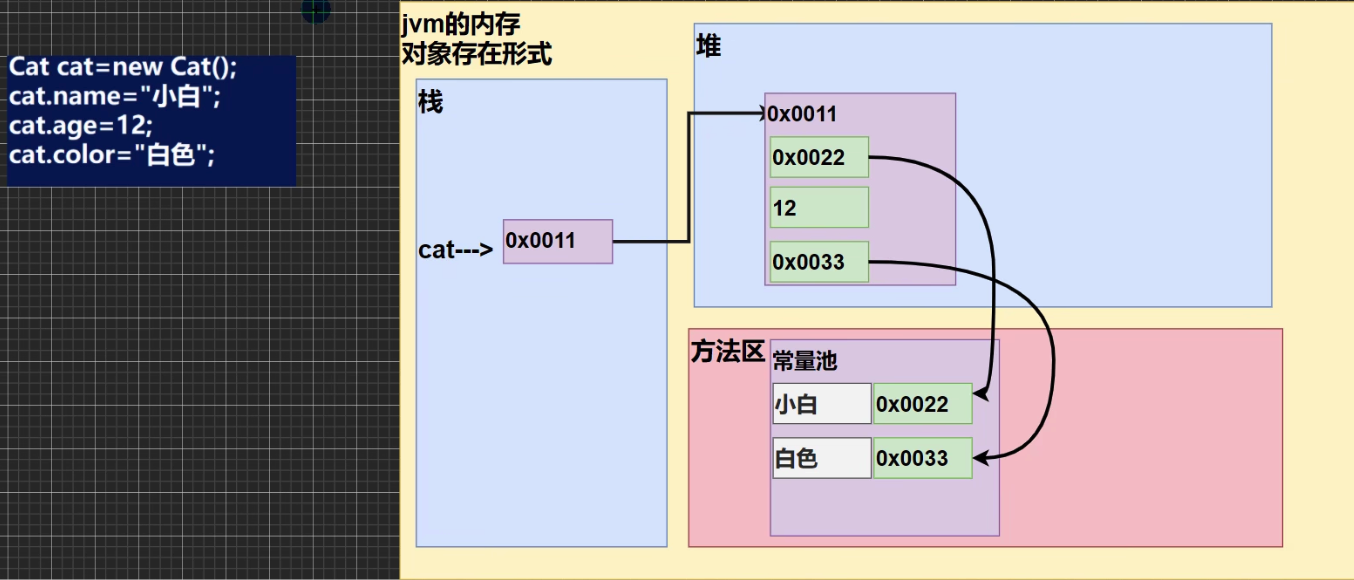 Cat cat=new Cat();
cat.name="小白";
cat.age=12;
cat.color="白色";
jvm的内存
对象存在形式
栈
cat--->
0x0011
堆
0x0011
0x0022
12
0x0033
方法区
常量池
小白 0x0022
白色 0x0033